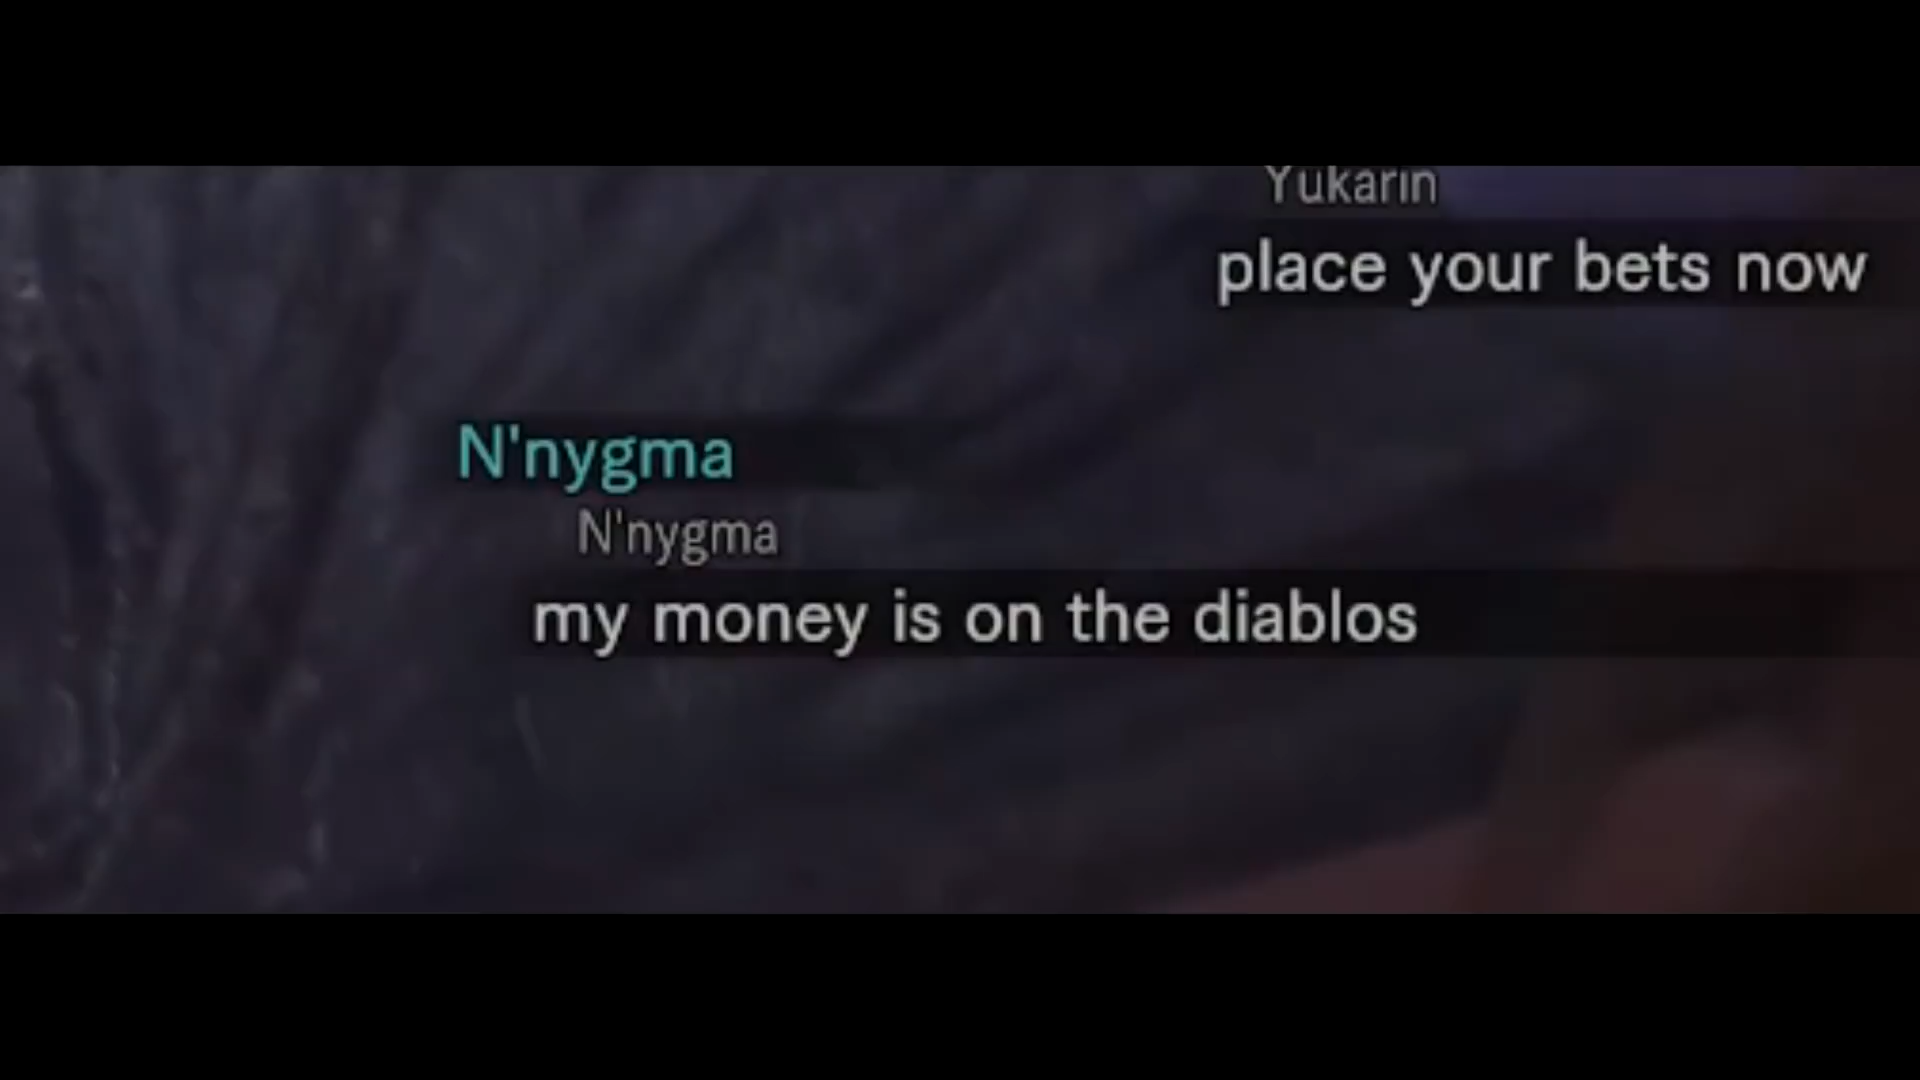 Yukarin
place your bets now
N'nygma
N'nygma
my money is on the diablos